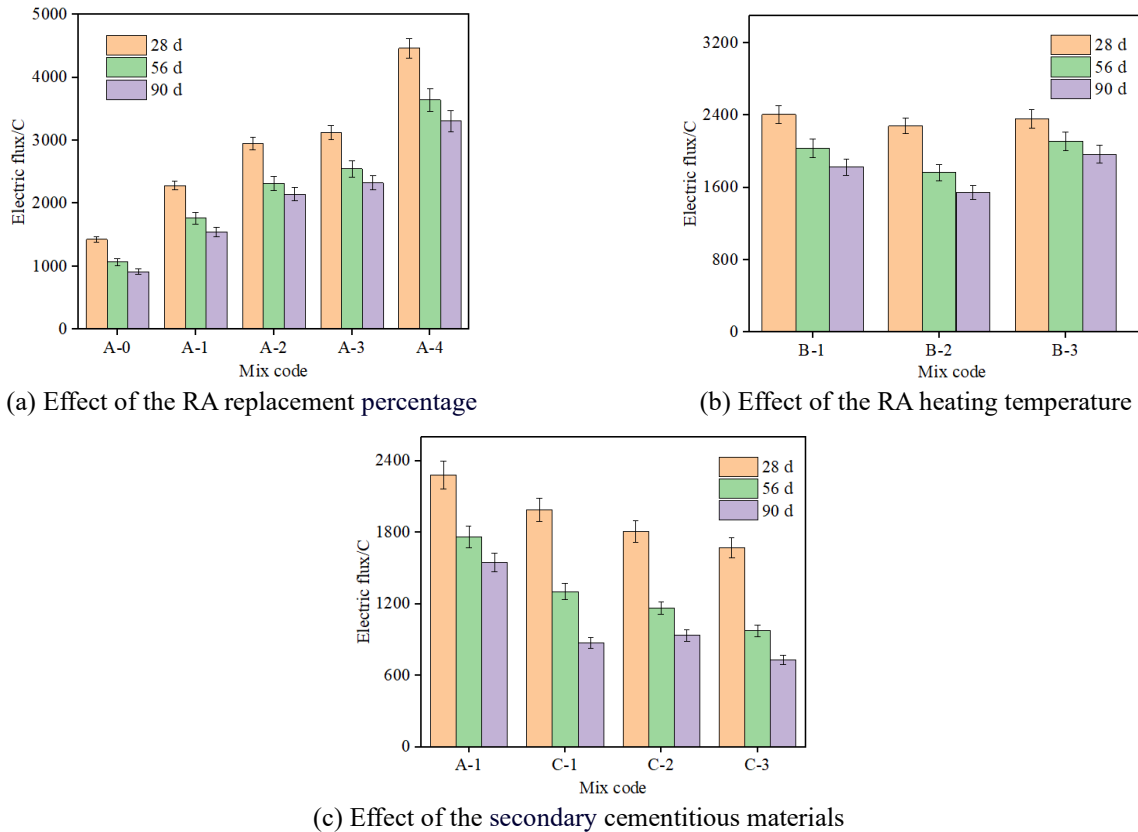 5000
4000
3000
2000
1000
0
Electric flux/C
28 d
56 d
90 d
A-0 A-1 A-2 A-3 A-4
Mix code
(a) Effect of the RA replacement percentage
3200
2400
1600
800
0
Electric flux/C
28 d
56 d
90 d
B-1 B-2 B-3
Mix code
(b) Effect of the RA heating temperature
2400
1800
1200
600
0
Electric flux/C
28 d
56 d
90 d
A-1 C-1 C-2 C-3
Mix code
(c) Effect of the secondary cementitious materials